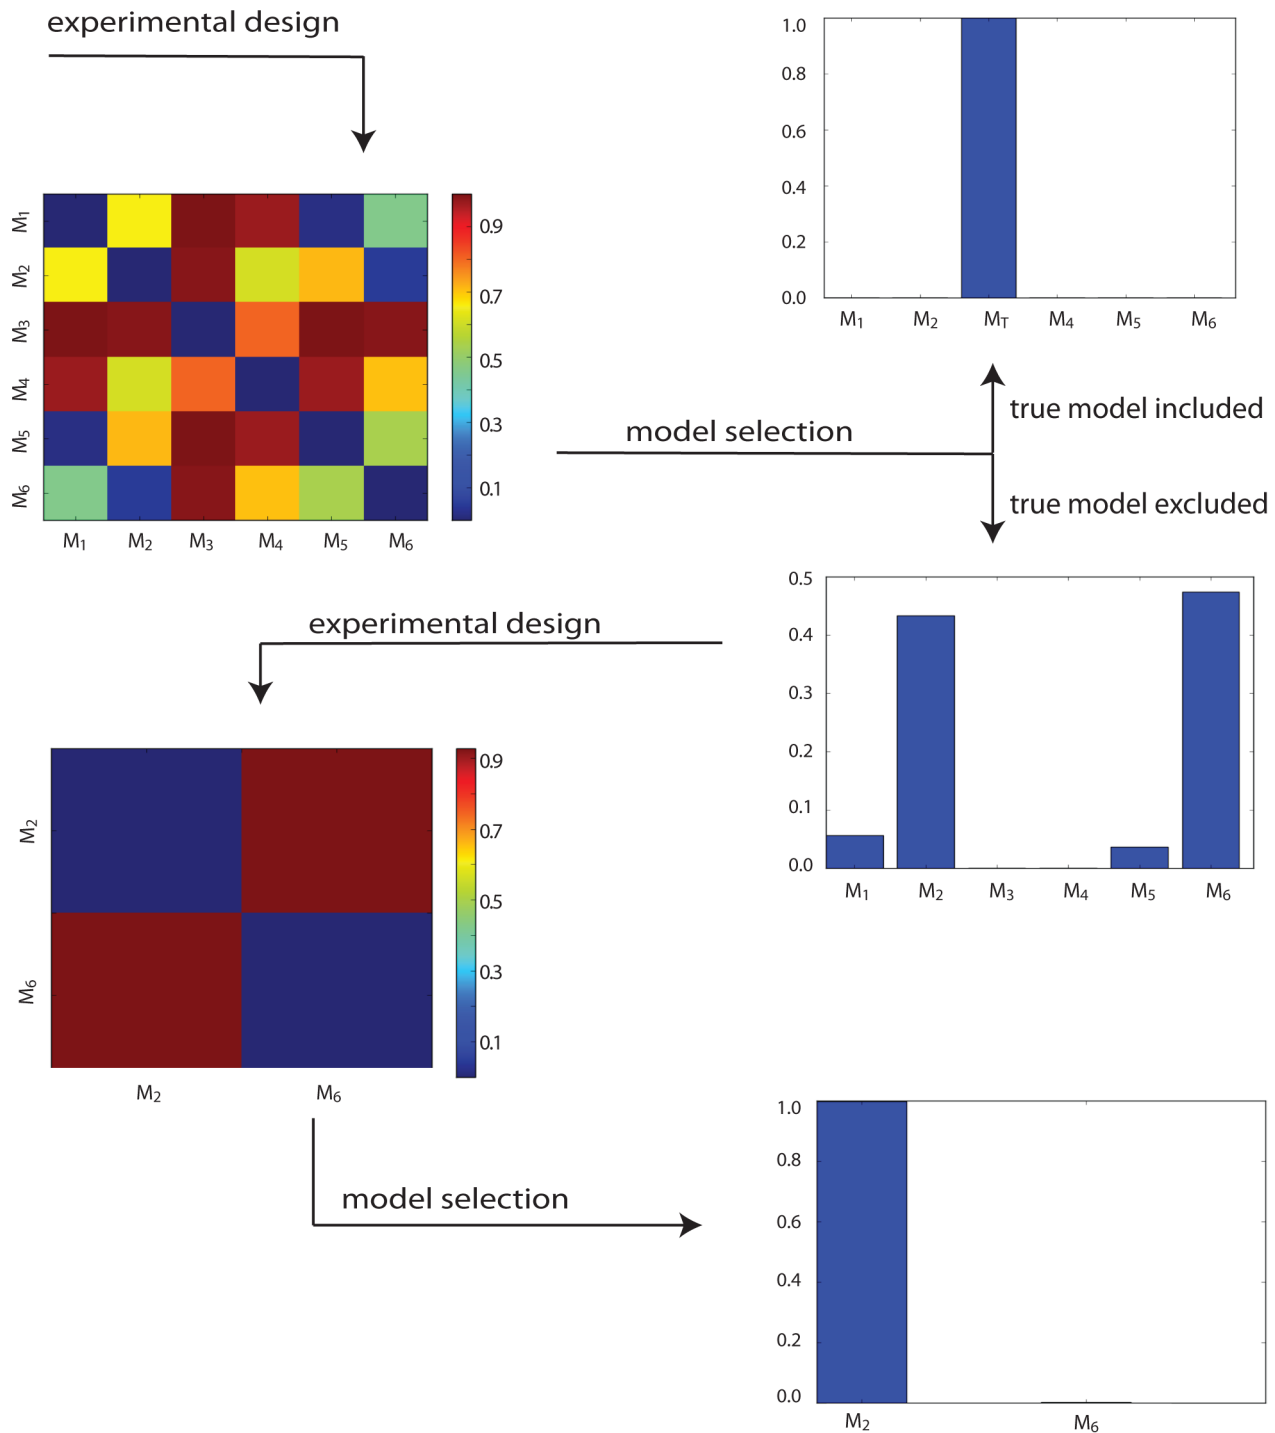 experimental design
1.0
0.8
0.6
0.4
0.2
0.0
M1 M2 MT M4 M5 M6
M1
M2
M3
M4
M5
M6
0.9
0.7
0.5
0.3
0.1
M1 M2 M3 M4 M5 M6
model selection
true model included
true model excluded
0.5
0.4
0.3
0.2
0.1
0.0
M1 M2 M3 M4 M5 M6
experimental design
M2
M6
0.9
0.7
0.5
0.3
0.1
M2 M6
model selection
1.0
0.8
0.6
0.4
0.2
0.0
M2 M6